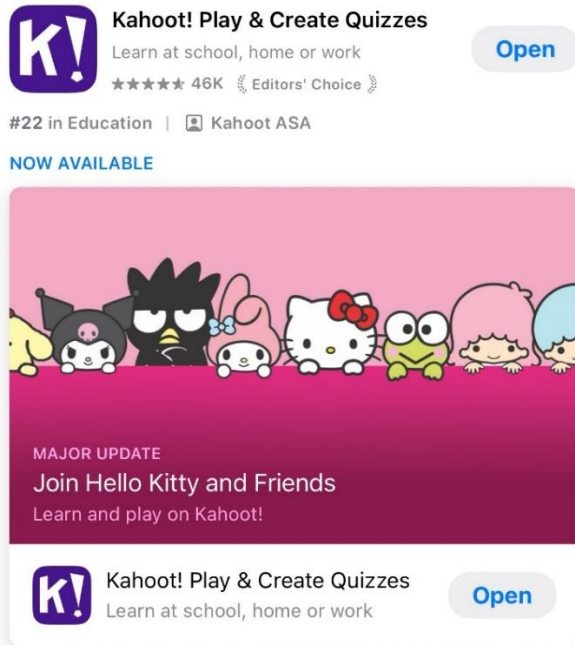 K!
Kahoot! Play & Create Quizzes
Learn at school, home or work
Open
46K Editors' Choice
#22 in Education | Kahoot ASA
NOW AVAILABLE
MAJOR UPDATE
Join Hello Kitty and Friends
Learn and play on Kahoot!
K!
Kahoot! Play & Create Quizzes
Learn at school, home or work
Open